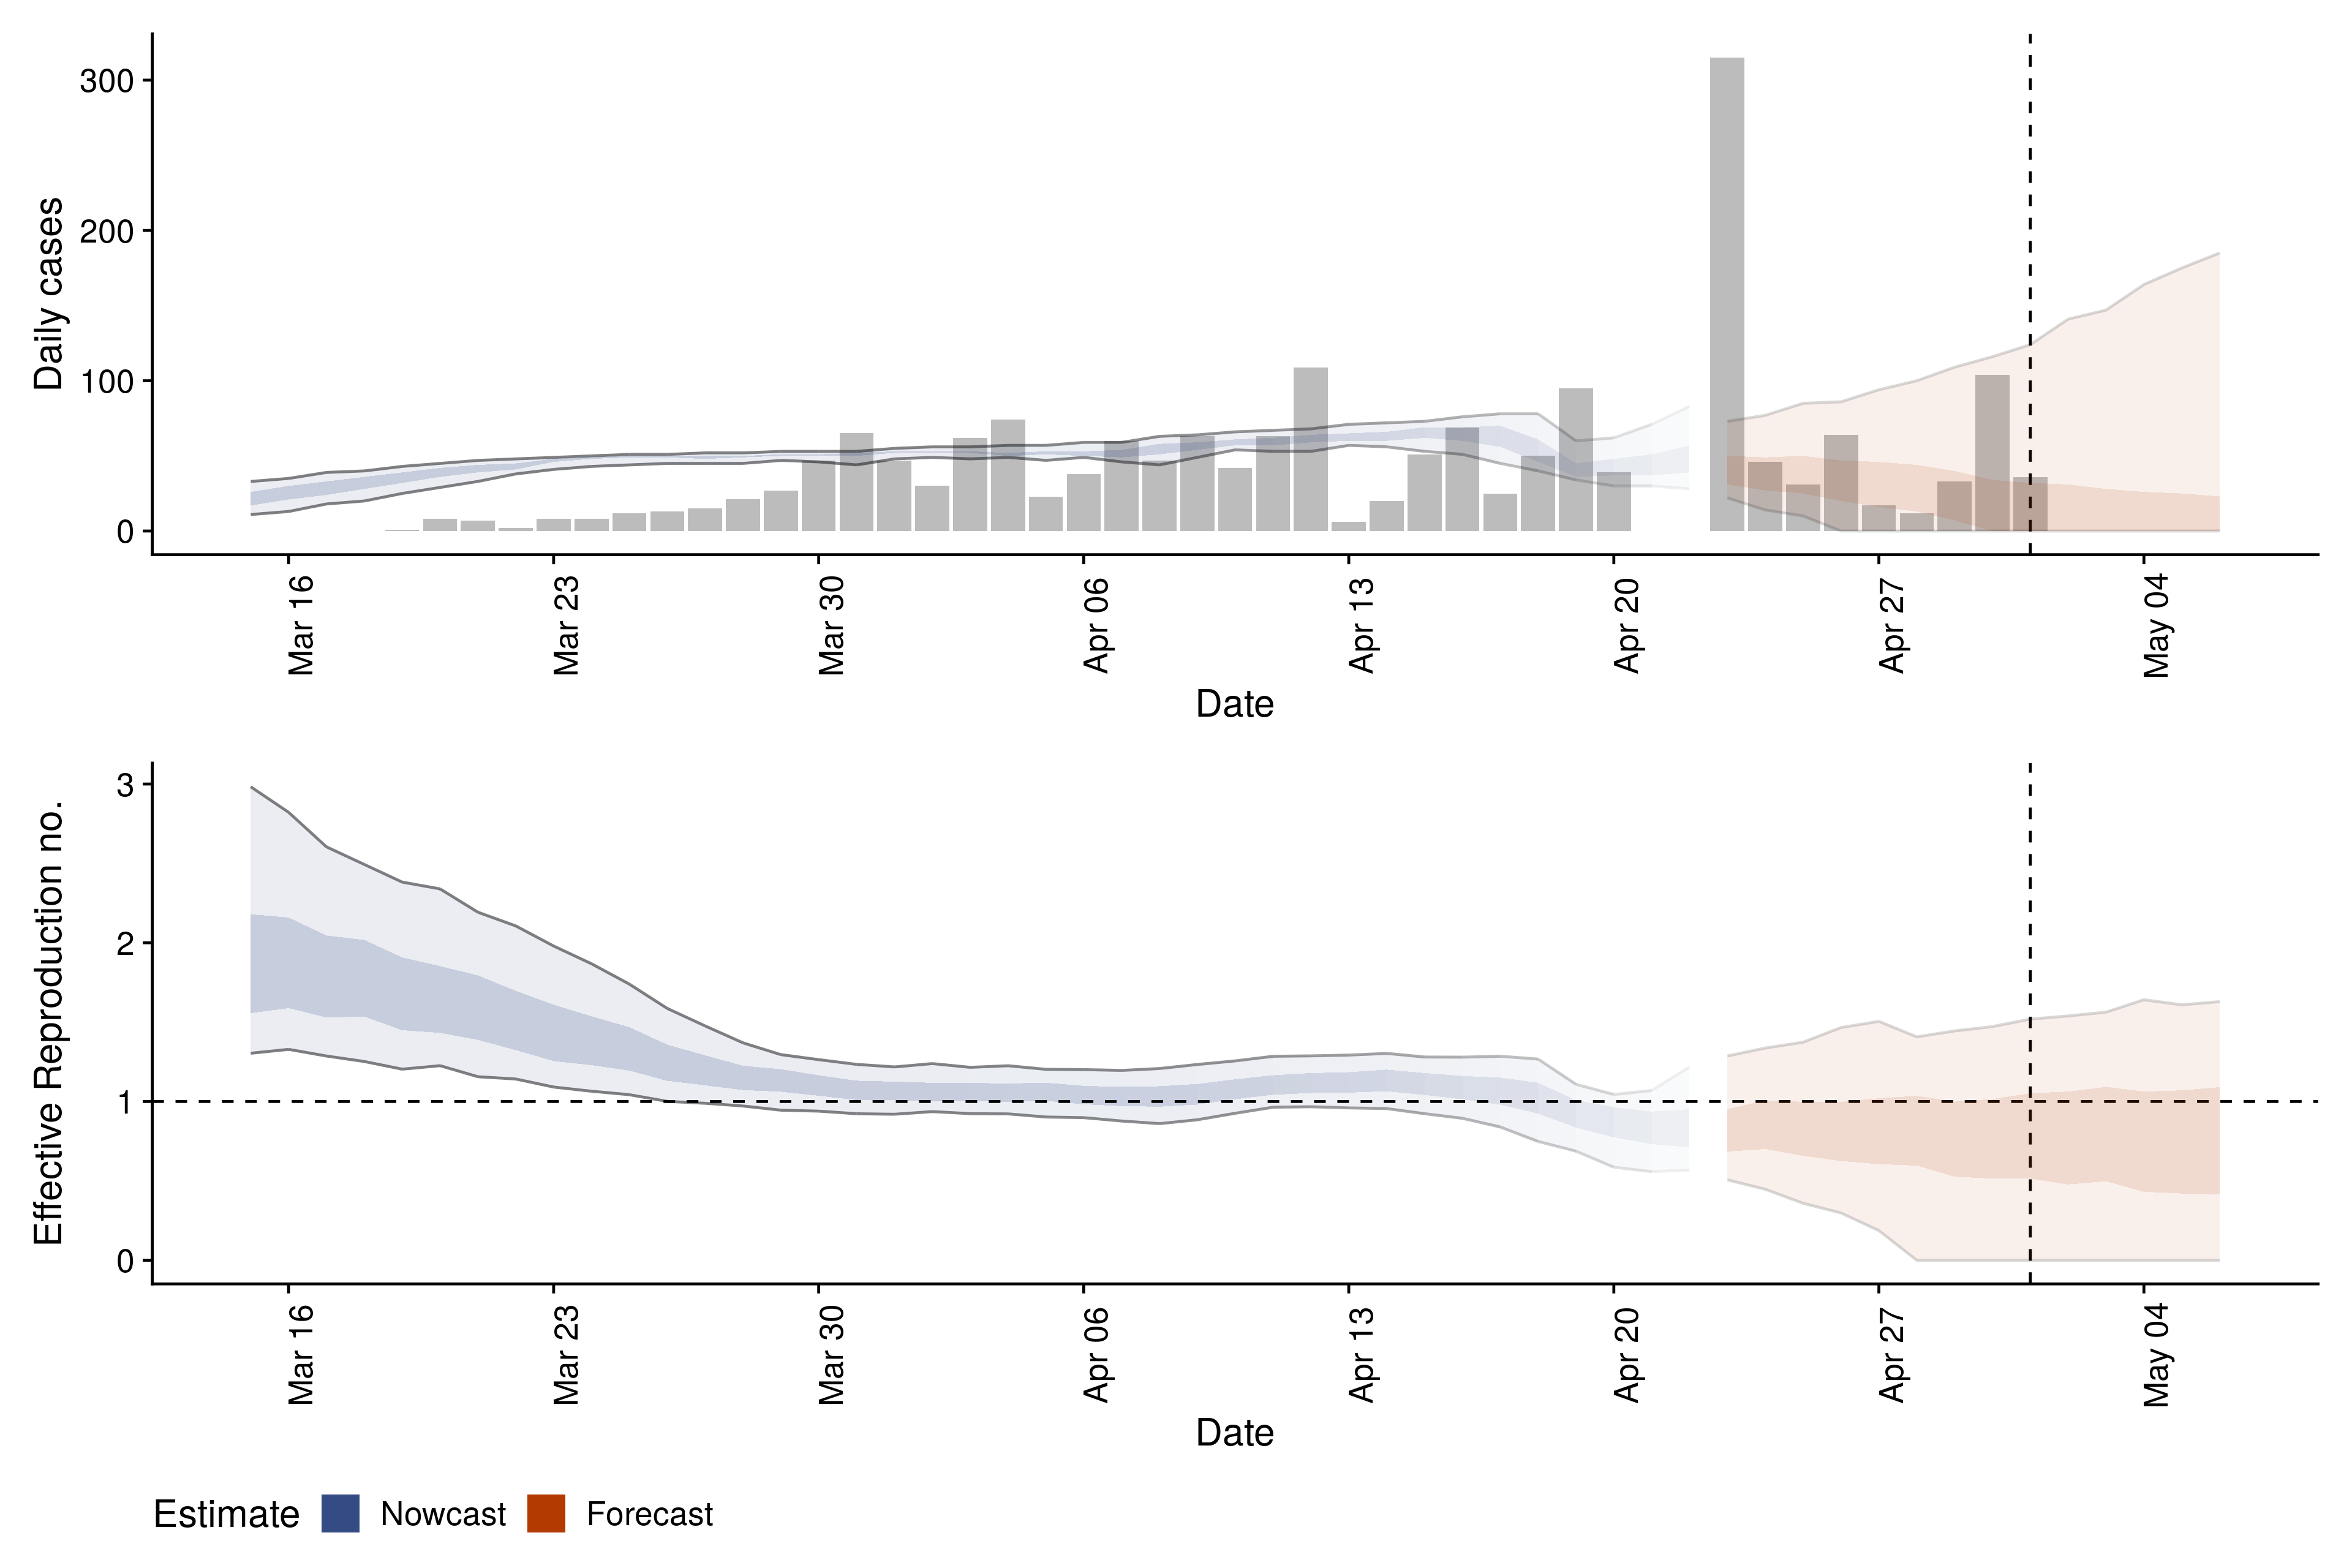 Daily cases
300
200
100
0
Mar 16
Mar 23
Mar 30
Apr 06
Apr 13
Apr 20
Apr 27
May 04
Date
Effective Reproduction no.
3
2
1
0
Mar 16
Mar 23
Mar 30
Apr 06
Apr 13
Apr 20
Apr 27
May 04
Date
Estimate Nowcast Forecast